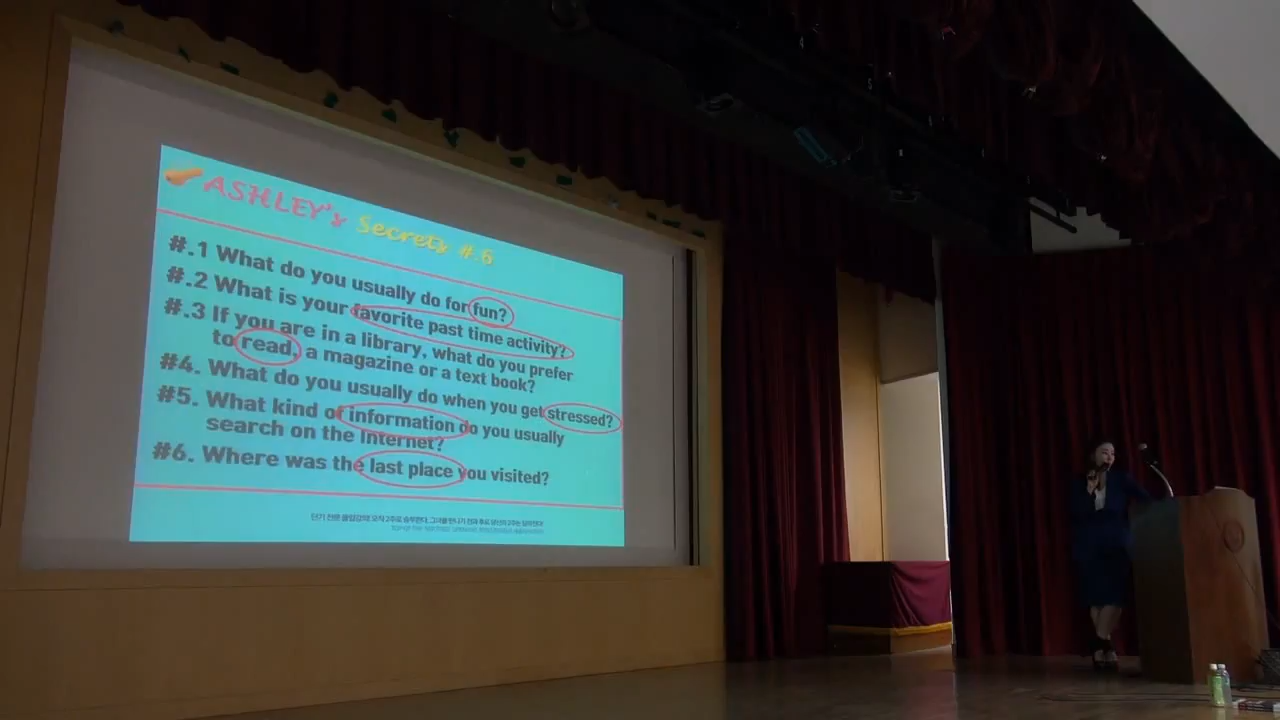 ASHLEY's Secrets #.6
#.1 What do you usually do for fun?
#.2 What is your favorite past time activity?
#.3 If you are in a library, what do you prefer
to read, a magazine or a text book?
#4. What do you usually do when you get stressed?
#5. What kind of information do you usually
search on the Internet?
#6. Where was the last place you visited?